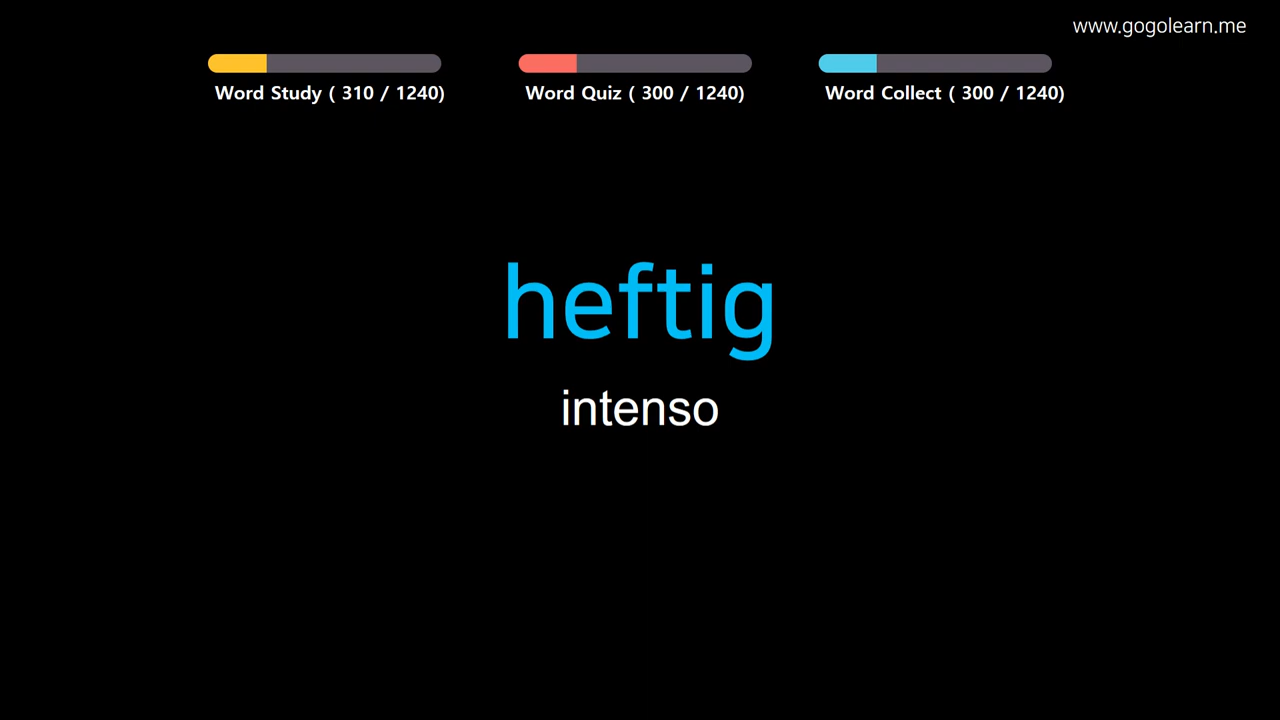 www.gogolearn.me
Word Study ( 310 / 1240)
Word Quiz ( 300 / 1240)
Word Collect ( 300 / 1240)
heftig
intenso